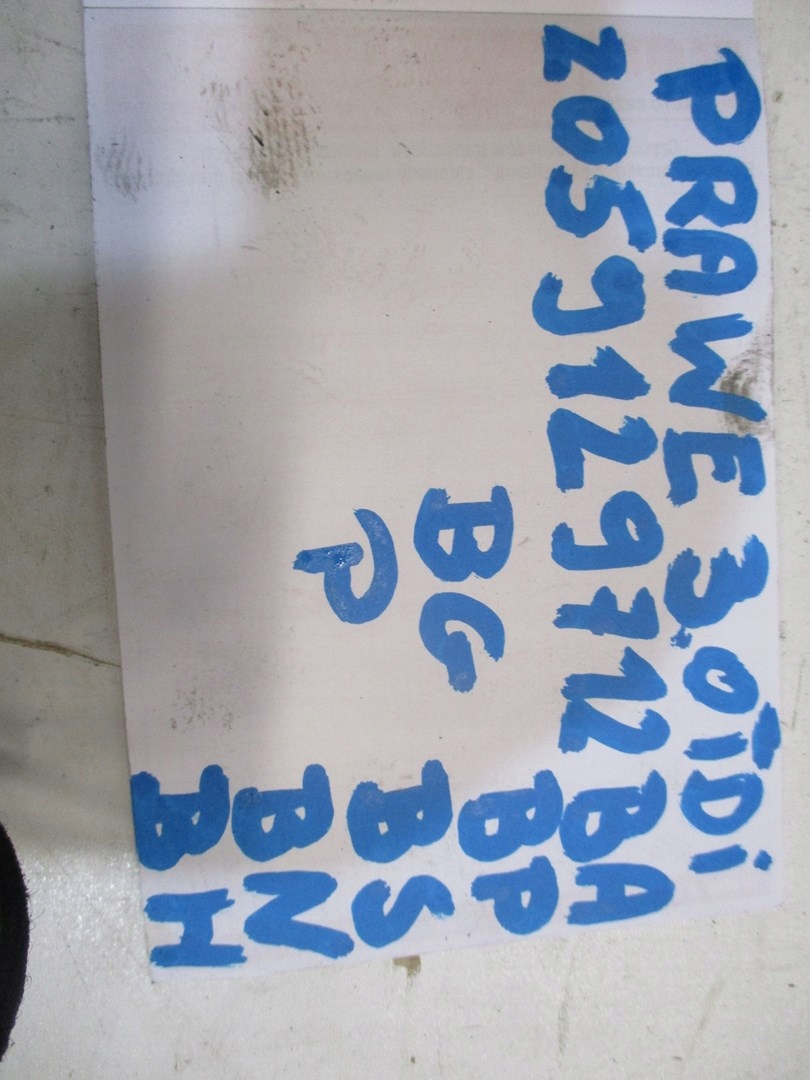 PRAWE 3.0TDi
2059129712 BA
BP
BG BS
P BN
BH